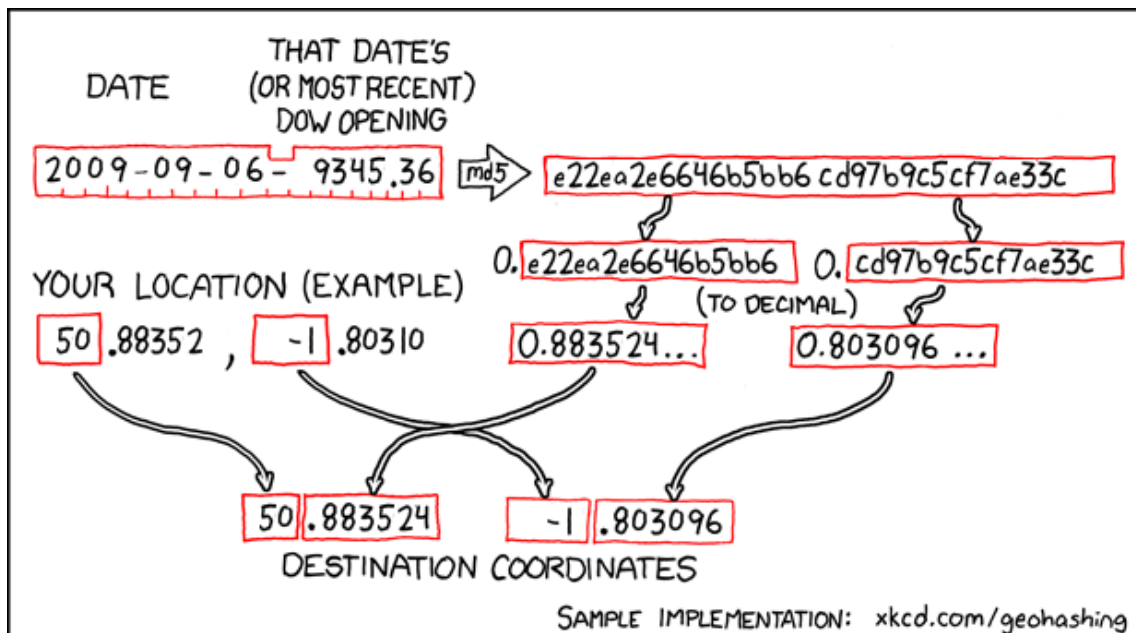 DATE
THAT DATE'S
(OR MOST RECENT)
DOW OPENING
2009-09-06- 9345.36
md5
e22ea2e6646b5bb6cd97b9c5cf7ae33c
0.e22ea2e6646b5bb6
0.cd97b9c5cf7ae33c
(TO DECIMAL)
YOUR LOCATION (EXAMPLE)
50.88352, -1.80310
0.883524...
0.803096...
50.883524
-1.803096
DESTINATION COORDINATES
SAMPLE IMPLEMENTATION: xkcd.com/geohashing